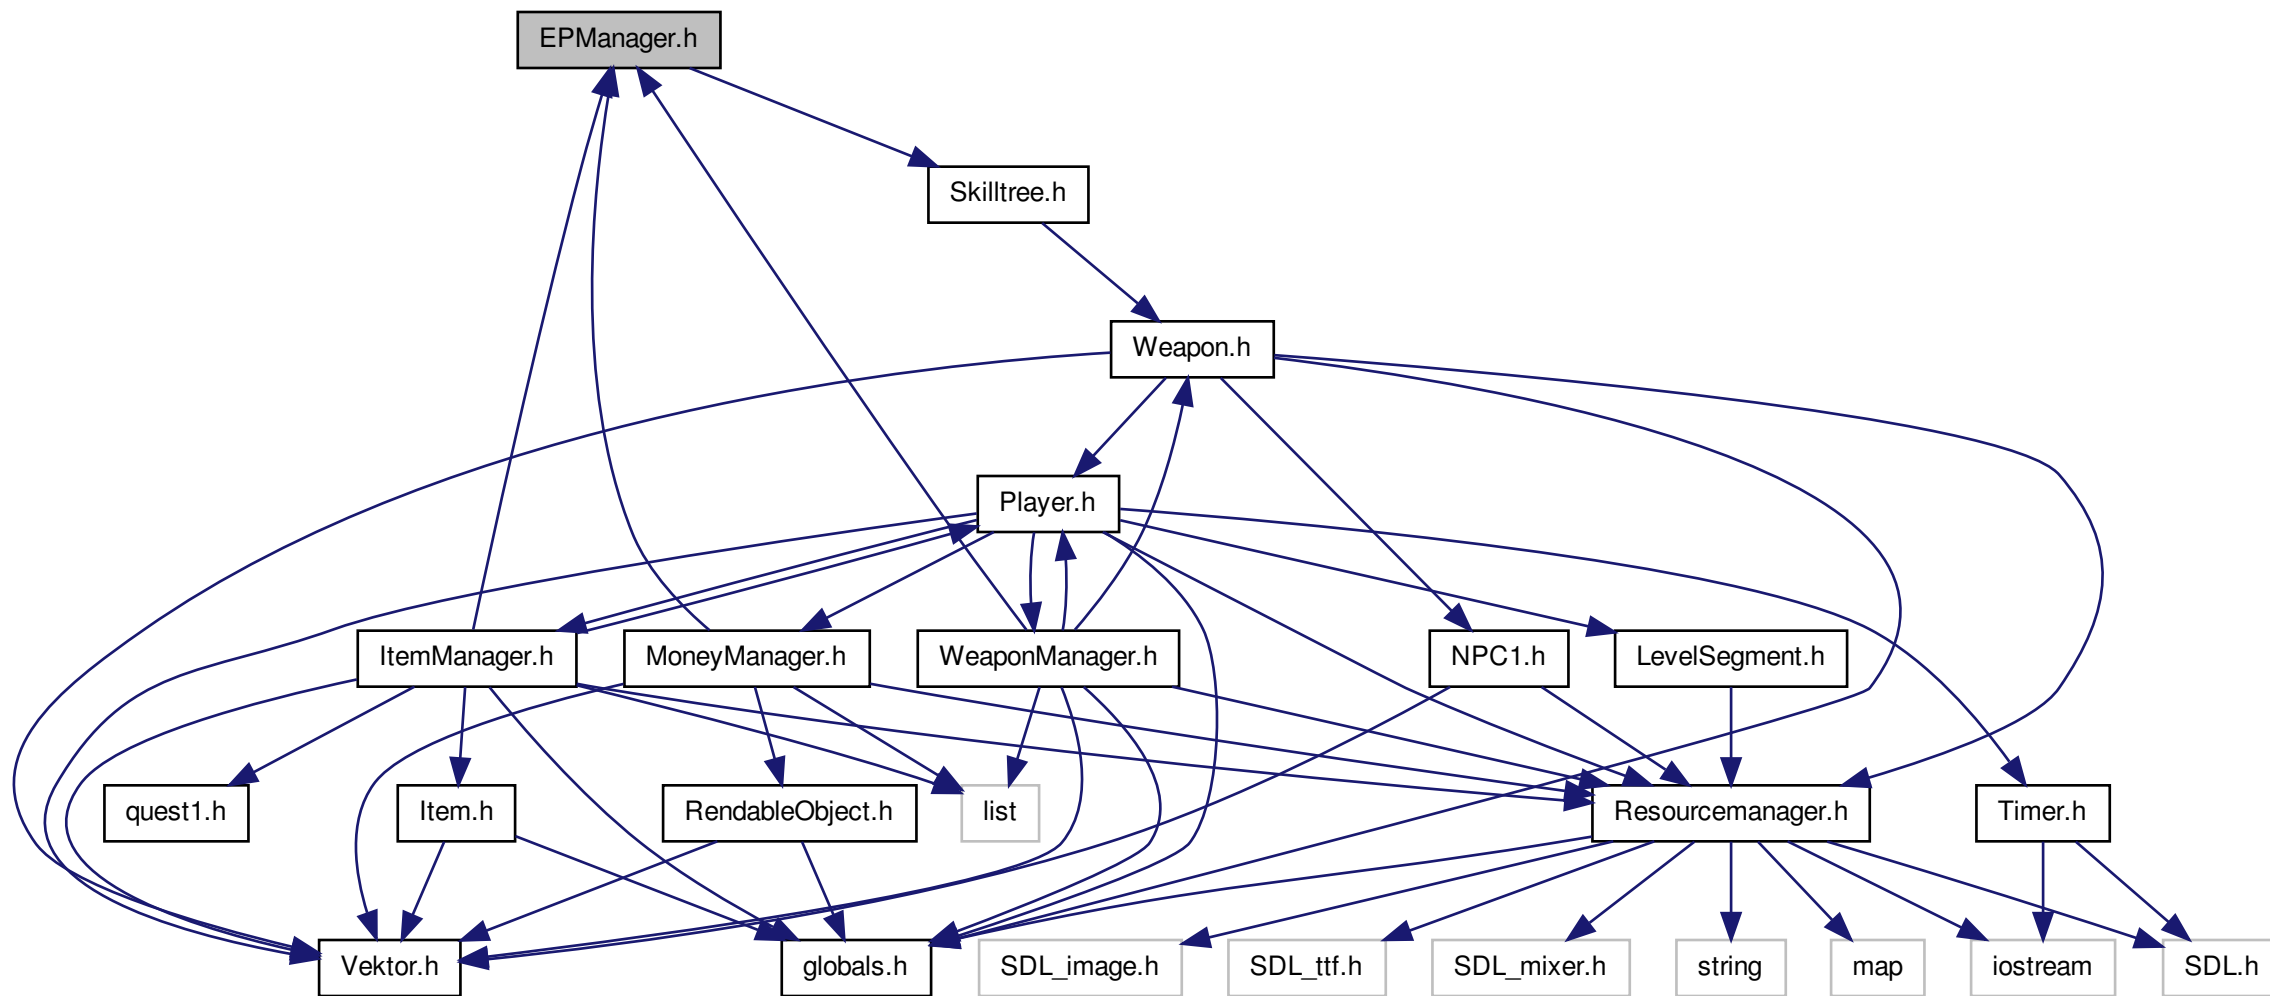 EPManager.h
Skilltree.h
Weapon.h
Player.h
ItemManager.h
MoneyManager.h
WeaponManager.h
NPC1.h
LevelSegment.h
quest1.h
Item.h
RendableObject.h
list
Resourcemanager.h
Timer.h
Vektor.h
globals.h
SDL_image.h
SDL_ttf.h
SDL_mixer.h
string
map
iostream
SDL.h